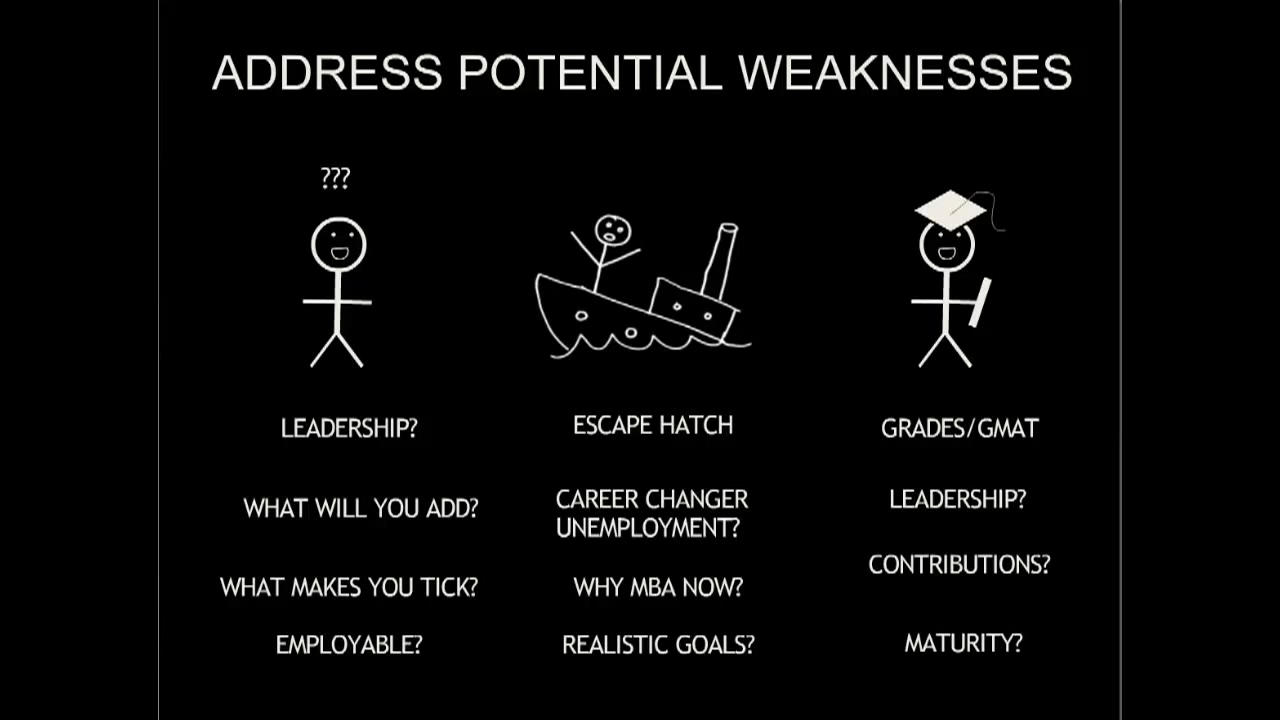 ADDRESS POTENTIAL WEAKNESSES
???
LEADERSHIP?
WHAT WILL YOU ADD?
WHAT MAKES YOU TICK?
EMPLOYABLE?
ESCAPE HATCH
CAREER CHANGER
UNEMPLOYMENT?
WHY MBA NOW?
REALISTIC GOALS?
GRADES/GMAT
LEADERSHIP?
CONTRIBUTIONS?
MATURITY?